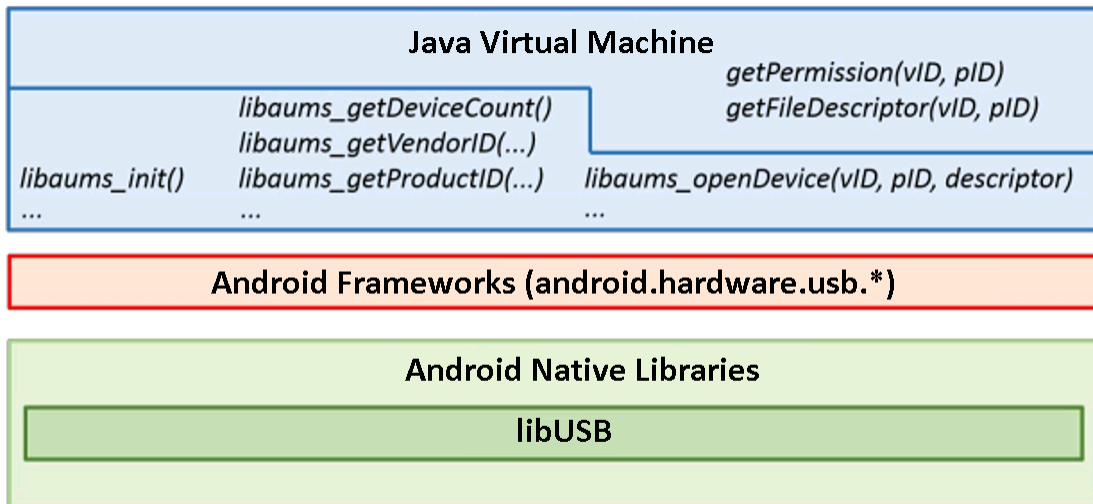 Java Virtual Machine
getPermission(vID, pID)
getFileDescriptor(vID, pID)
libaums_getDeviceCount()
libaums_getVendorID(...)
libaums_init() libaums_getProductID(...) libaums_openDevice(vID, pID, descriptor)
... ... ...
Android Frameworks (android.hardware.usb.*)
Android Native Libraries
libUSB